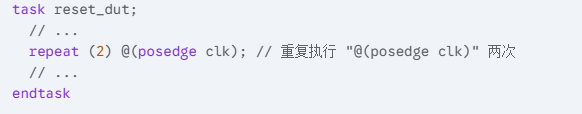 task reset_dut;
  // ...
  repeat (2) @(posedge clk); // 重复执行 "@(posedge clk)" 两次
  // ...
endtask